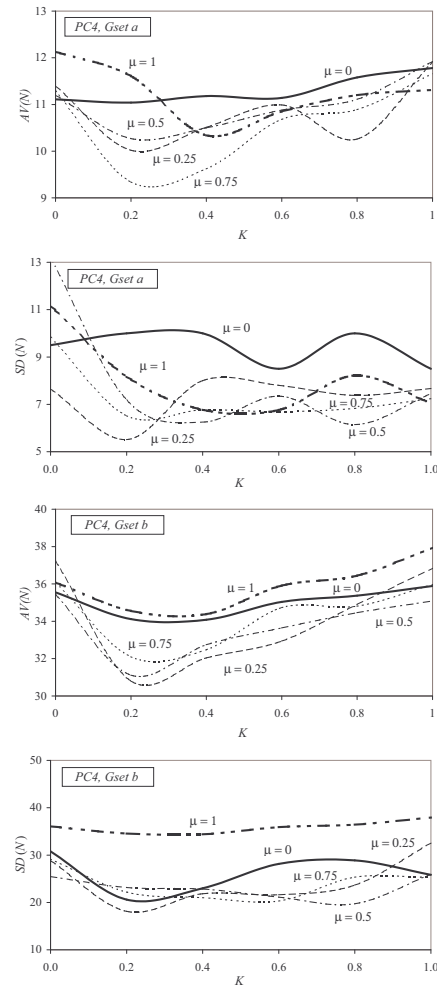 13
PC4, Gset a
12
μ = 1
μ = 0
AV(N)
11
μ = 0.5
10
μ = 0.25
μ = 0.75
9
0 0.2 0.4 0.6 0.8 1.0
K
13
PC4, Gset a
11
μ = 0
SD (N)
9
μ = 1
7
μ = 0.75
μ = 0.25
μ = 0.5
5
0.0 0.2 0.4 0.6 0.8 1.0
K
40
PC4, Gset b
38
μ = 1
μ = 0
36
AV(N)
34
μ = 0.75
μ = 0.5
32
μ = 0.25
30
0 0.2 0.4 0.6 0.8 1.0
K
50
PC4, Gset b
40
μ = 1
μ = 0
μ = 0.25
SD (N)
30
μ = 0.75
20
μ = 0.5
10
0.0 0.2 0.4 0.6 0.8 1.0
K